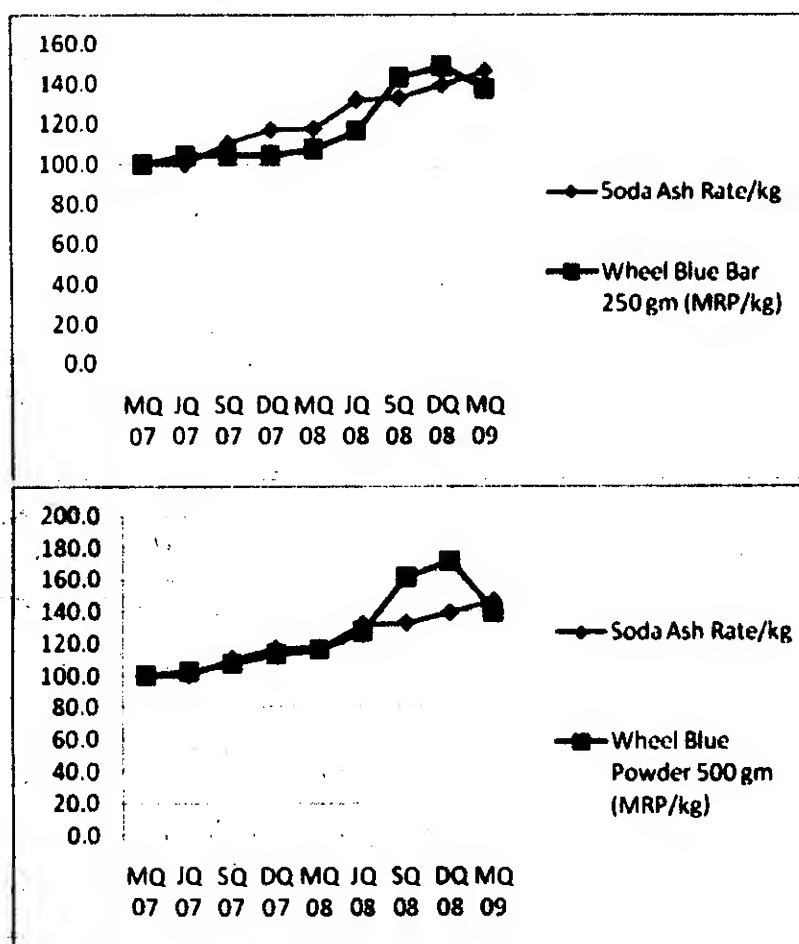 160.0
140.0
120.0
100.0
80.0
60.0
40.0
20.0
0.0
MQ JQ SQ DQ MQ JQ SQ DQ MQ
07 07 07 07 08 08 08 08 09
Soda Ash Rate/kg
Wheel Blue Bar
250 gm (MRP/kg)
200.0
180.0
160.0
140.0
120.0
100.0
80.0
60.0
40.0
20.0
0.0
MQ JQ SQ DQ MQ JQ SQ DQ MQ
07 07 07 07 08 08 08 08 09
Soda Ash Rate/kg
Wheel Blue
Powder 500 gm
(MRP/kg)